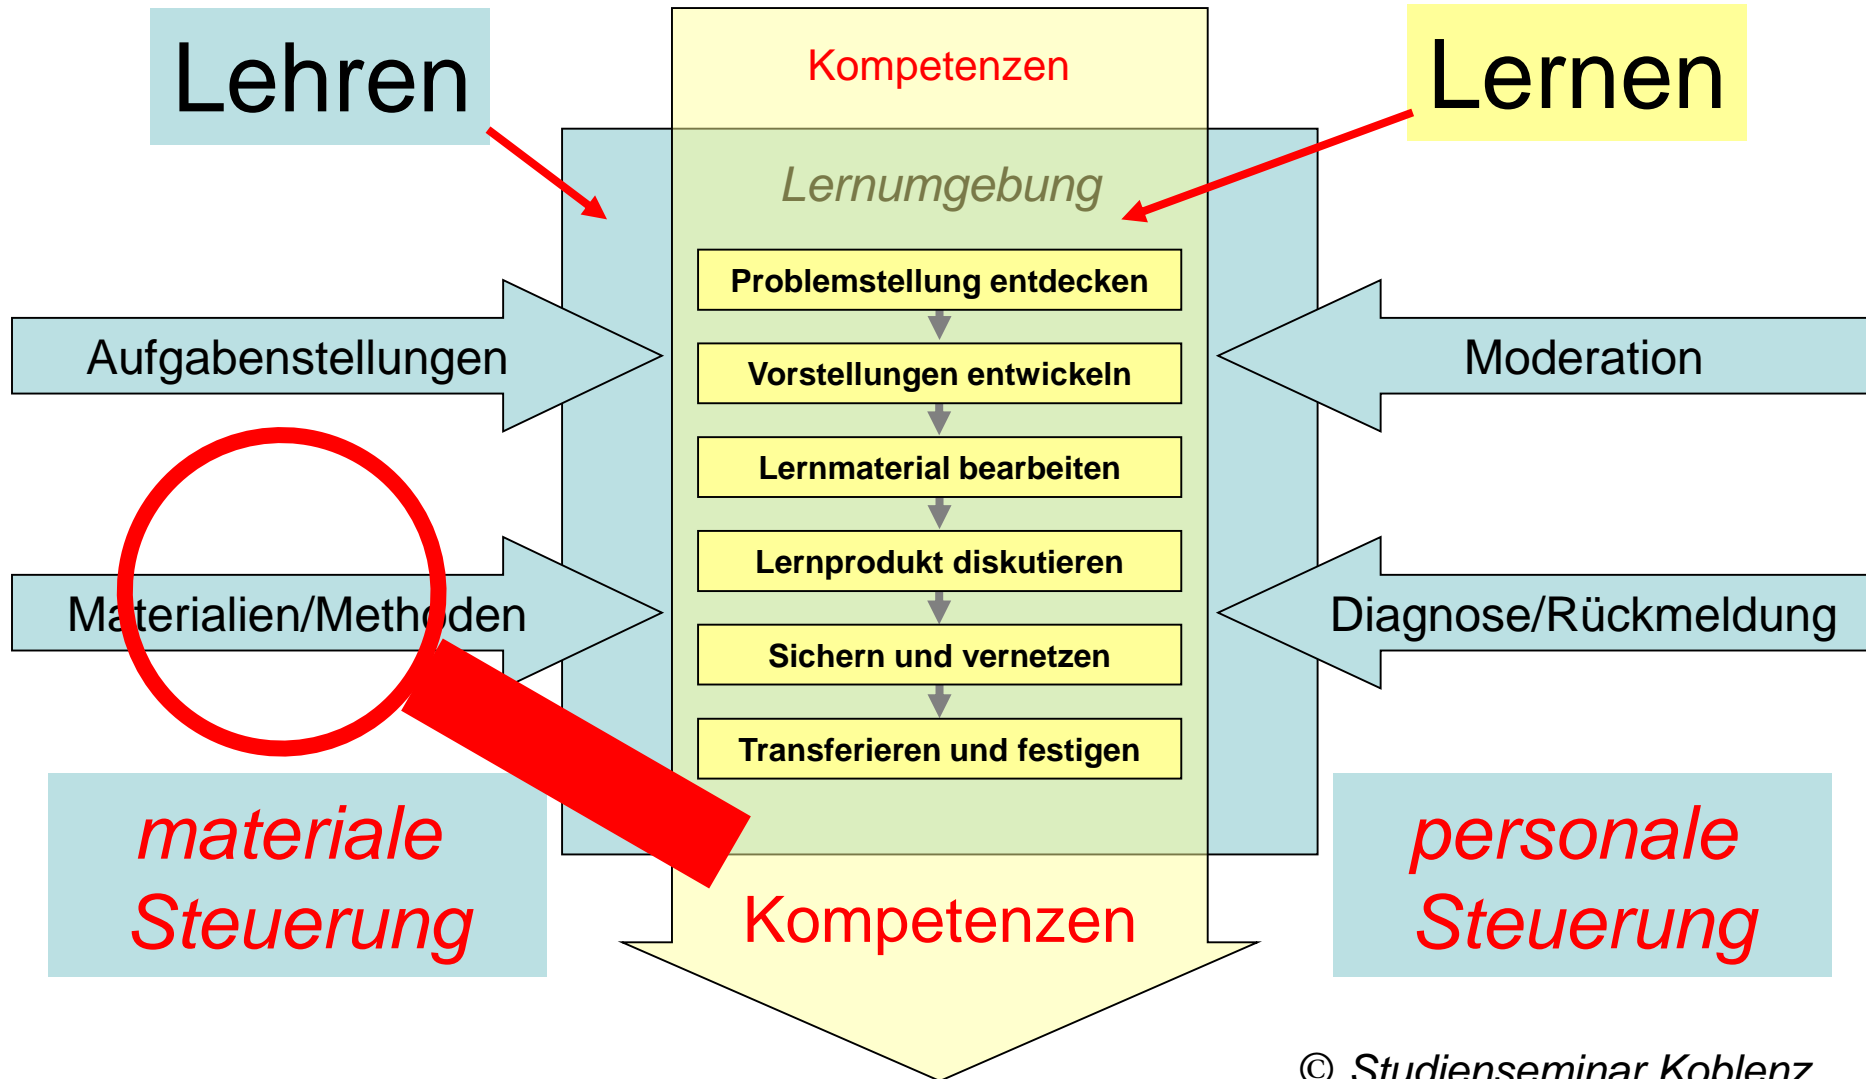 Lehren
Kompetenzen
Lernen
Lernumgebung
Problemstellung entdecken
Aufgabenstellungen
Vorstellungen entwickeln
Moderation
Lernmaterial bearbeiten
Lernprodukt diskutieren
Materialien/Methoden
Diagnose/Rückmeldung
Sichern und vernetzen
Transferieren und festigen
materiale
Steuerung
Kompetenzen
personale
Steuerung
© Studienseminar Koblenz